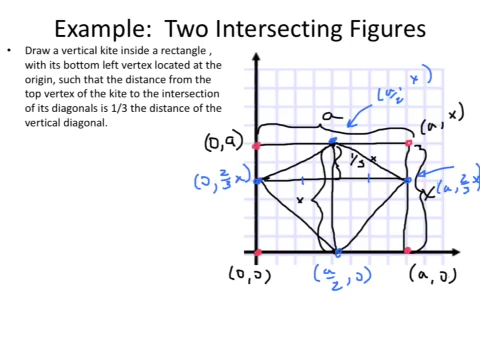 Example: Two Intersecting Figures
• Draw a vertical kite inside a rectangle ,
with its bottom left vertex located at the
origin, such that the distance from the
top vertex of the kite to the intersection
of its diagonals is 1/3 the distance of the
vertical diagonal.
(a/2, x)
a
(a, x)
(0, a)
1/3 x
(0, 2/3 x)
x
x
(a, 2/3 x)
(0,0)
(a/2, 0)
(a, 0)